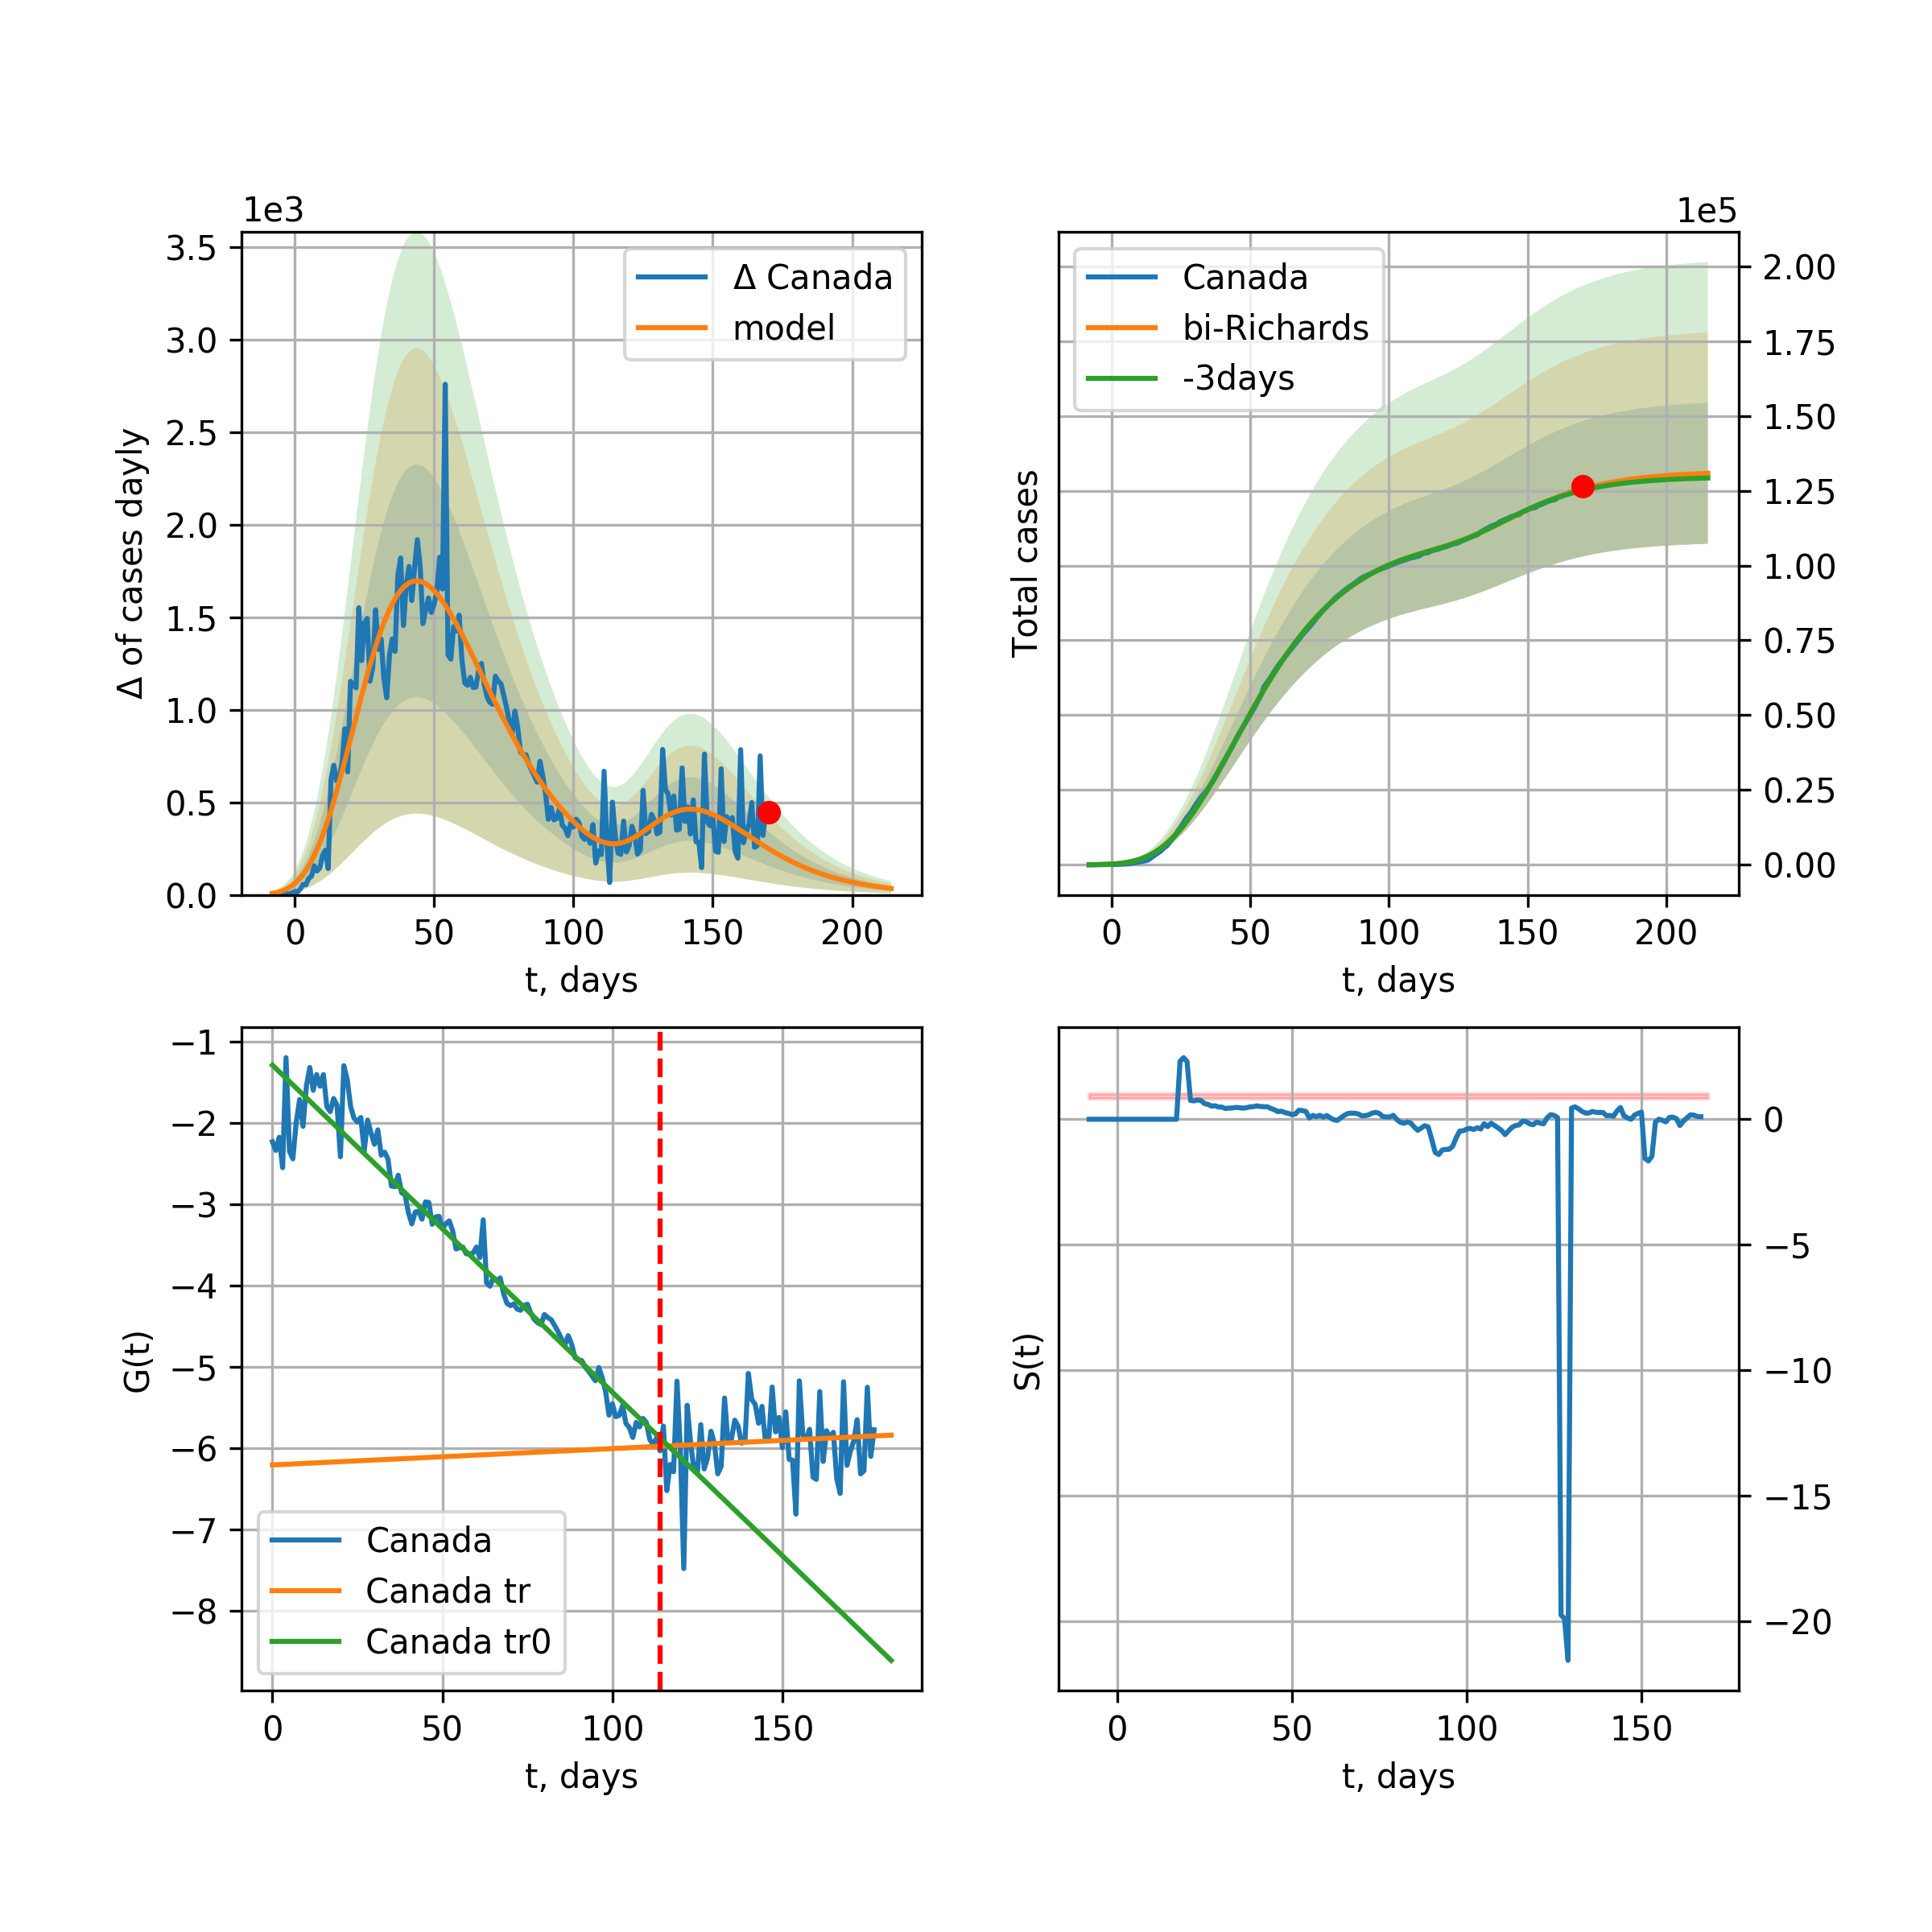 1e3
3.5
3.0
2.5
2.0
1.5
1.0
0.5
0.0
Δ of cases dayly
Δ Canada
model
0 50 100 150 200
t, days
1e5
2.00
1.75
1.50
1.25
1.00
0.75
0.50
0.25
0.00
Total cases
Canada
bi-Richards
-3days
0 50 100 150 200
t, days
−1
−2
−3
−4
−5
−6
−7
−8
G(t)
Canada
Canada tr
Canada tr0
0 50 100 150
t, days
0
−5
−10
−15
−20
S(t)
0 50 100 150
t, days